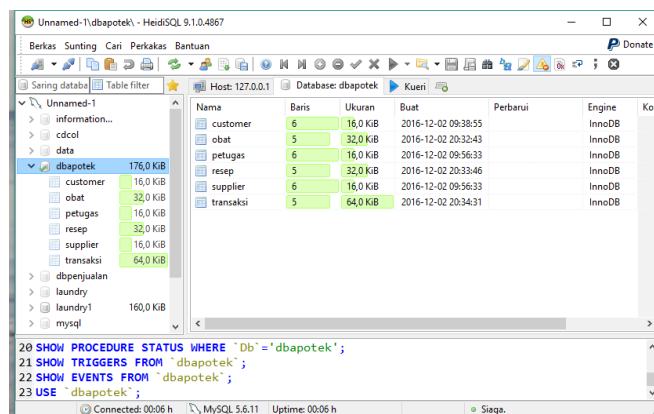 Unnamed-1\dbapotek\ - HeidiSQL 9.1.0.4867
Berkas Sunting Cari Perkakas Bantuan
Donate
Saring databa Table filter Host: 127.0.0.1 Database: dbapotek Kueri
Unnamed-1
information...
cdcol
data
dbapotek 176,0 KiB
customer 16,0 KiB
obat 32,0 KiB
petugas 16,0 KiB
resep 32,0 KiB
supplier 16,0 KiB
transaksi 64,0 KiB
dbpenjualan
laundry
laundry1 160,0 KiB
mysql
Nama Baris Ukuran Buat Perbarui Engine Ko
customer 6 16,0 KiB 2016-12-02 09:38:55 InnoDB
obat 5 32,0 KiB 2016-12-02 20:32:43 InnoDB
petugas 6 16,0 KiB 2016-12-02 09:56:33 InnoDB
resep 5 32,0 KiB 2016-12-02 20:33:46 InnoDB
supplier 6 16,0 KiB 2016-12-02 09:56:33 InnoDB
transaksi 5 64,0 KiB 2016-12-02 20:34:31 InnoDB
20 SHOW PROCEDURE STATUS WHERE `Db`='dbapotek';
21 SHOW TRIGGERS FROM `dbapotek`;
22 SHOW EVENTS FROM `dbapotek`;
23 USE `dbapotek`;
Connected: 00:06 h MySQL 5.6.11 Uptime: 00:06 h Siaga.